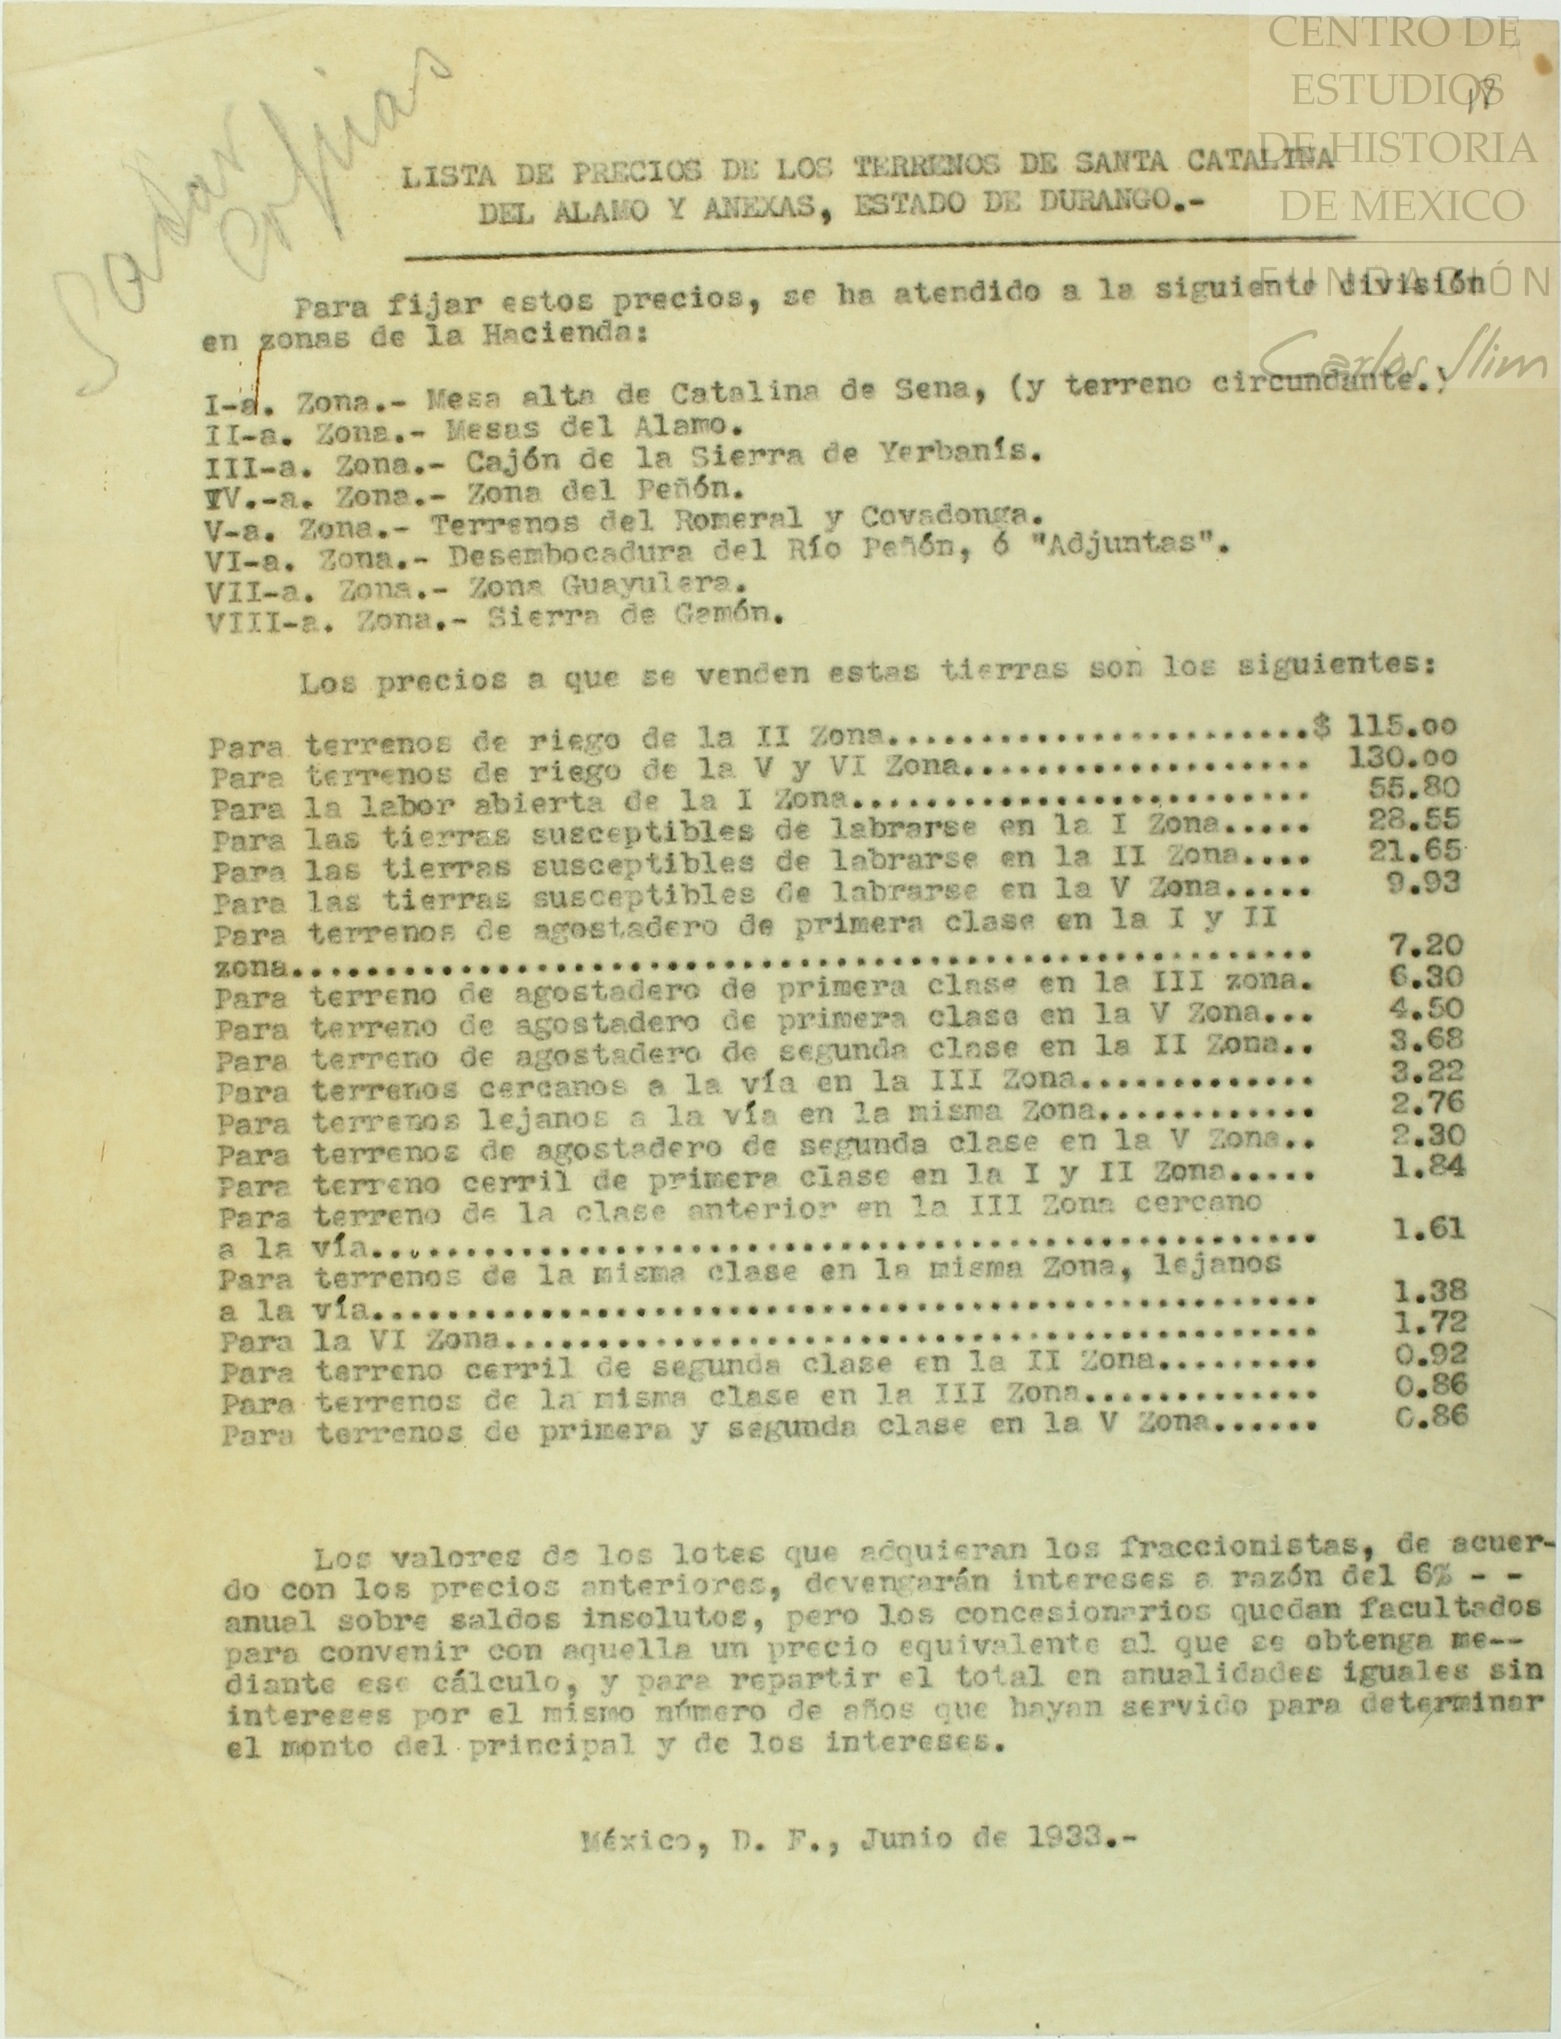 CENTRO DE
ESTUDIOS
DE HISTORIA
DE MEXICO
FUNDACIÓN
Carlos Slim
18
Sacar
copias
LISTA DE PRECIOS DE LOS TERRENOS DE SANTA CATALINA
DEL ALAMO Y ANEXAS, ESTADO DE DURANGO.-
Para fijar estos precios, se ha atendido a la siguiente división
en zonas de la Hacienda:
I-a. Zona.- Mesa alta de Catalina de Sena, (y terreno circundante.)
II-a. Zona.- Mesas del Alamo.
III-a. Zona.- Cajón de la Sierra de Yerbanís.
IV.-a. Zona.- Zona del Peñón.
V-a. Zona.- Terrenos del Romeral y Covadonga.
VI-a. Zona.- Desembocadura del Río Peñón, ó "Adjuntas".
VII-a. Zona.- Zona Guayulera.
VIII-a. Zona.- Sierra de Gamón.
Los precios a que se venden estas tierras son los siguientes:
Para terrenos de riego de la II Zona.......................$ 115.oo
Para terrenos de riego de la V y VI Zona................... 130.oo
Para la labor abierta de la I Zona......................... 55.80
Para las tierras susceptibles de labrarse en la I Zona..... 28.55
Para las tierras susceptibles de labrarse en la II Zona.... 21.65
Para las tierras susceptibles de labrarse en la V Zona..... 9.93
Para terrenos de agostadero de primera clase en la I y II
zona....................................................... 7.20
Para terreno de agostadero de primera clase en la III zona. 6.30
Para terreno de agostadero de primera clase en la V Zona... 4.50
Para terreno de agostadero de segunda clase en la II Zona.. 3.68
Para terrenos cercanos a la vía en la III Zona............. 3.22
Para terrenos lejanos a la vía en la misma Zona............ 2.76
Para terrenos de agostadero de segunda clase en la V Zona.. 2.30
Para terreno cerril de primera clase en la I y II Zona..... 1.84
Para terreno de la clase anterior en la III Zona cercano
a la vía................................................... 1.61
Para terrenos de la misma clase en la misma Zona, lejanos
a la vía................................................... 1.38
Para la VI Zona............................................ 1.72
Para terreno cerril de segunda clase en la II Zona......... 0.92
Para terrenos de la misma clase en la III Zona............. 0.86
Para terrenos de primera y segunda clase en la V Zona...... 0.86
Los valores de los lotes que adquieran los fraccionistas, de acuer-
do con los precios anteriores, devengarán intereses a razón del 6% - -
anual sobre saldos insolutos, pero los concesionarios quedan facultados
para convenir con aquella un precio equivalente al que se obtenga me--
diante ese cálculo, y para repartir el total en anualidades iguales sin
intereses por el mismo número de años que hayan servido para determinar
el monto del principal y de los intereses.
México, D. F., Junio de 1933.-